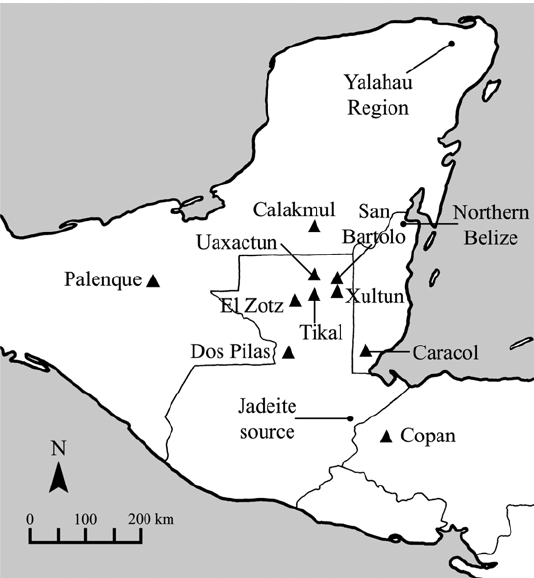 Yalahau
Region
Calakmul
San
Bartolo
Northern
Belize
Uaxactun
Palenque
El Zotz
Xultun
Tikal
Dos Pilas
Caracol
Jadeite
source
Copan
N
0 100 200 km